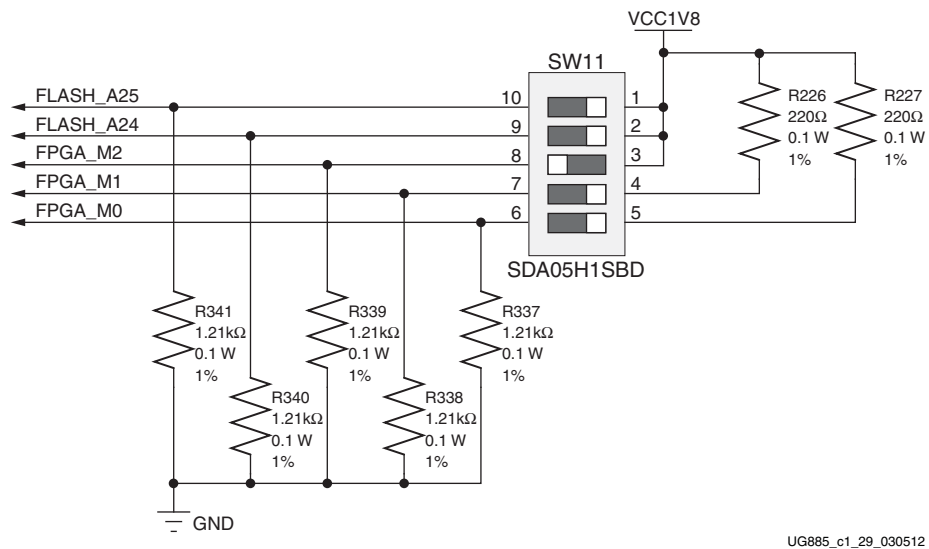 VCC1V8
SW11
FLASH_A25
FLASH_A24
FPGA_M2
FPGA_M1
FPGA_M0
10
9
8
7
6
1
2
3
4
5
SDA05H1SBD
R226
220Ω
0.1 W
1%
R227
220Ω
0.1 W
1%
R341
1.21kΩ
0.1 W
1%
R340
1.21kΩ
0.1 W
1%
R339
1.21kΩ
0.1 W
1%
R338
1.21kΩ
0.1 W
1%
R337
1.21kΩ
0.1 W
1%
GND
UG885_c1_29_030512